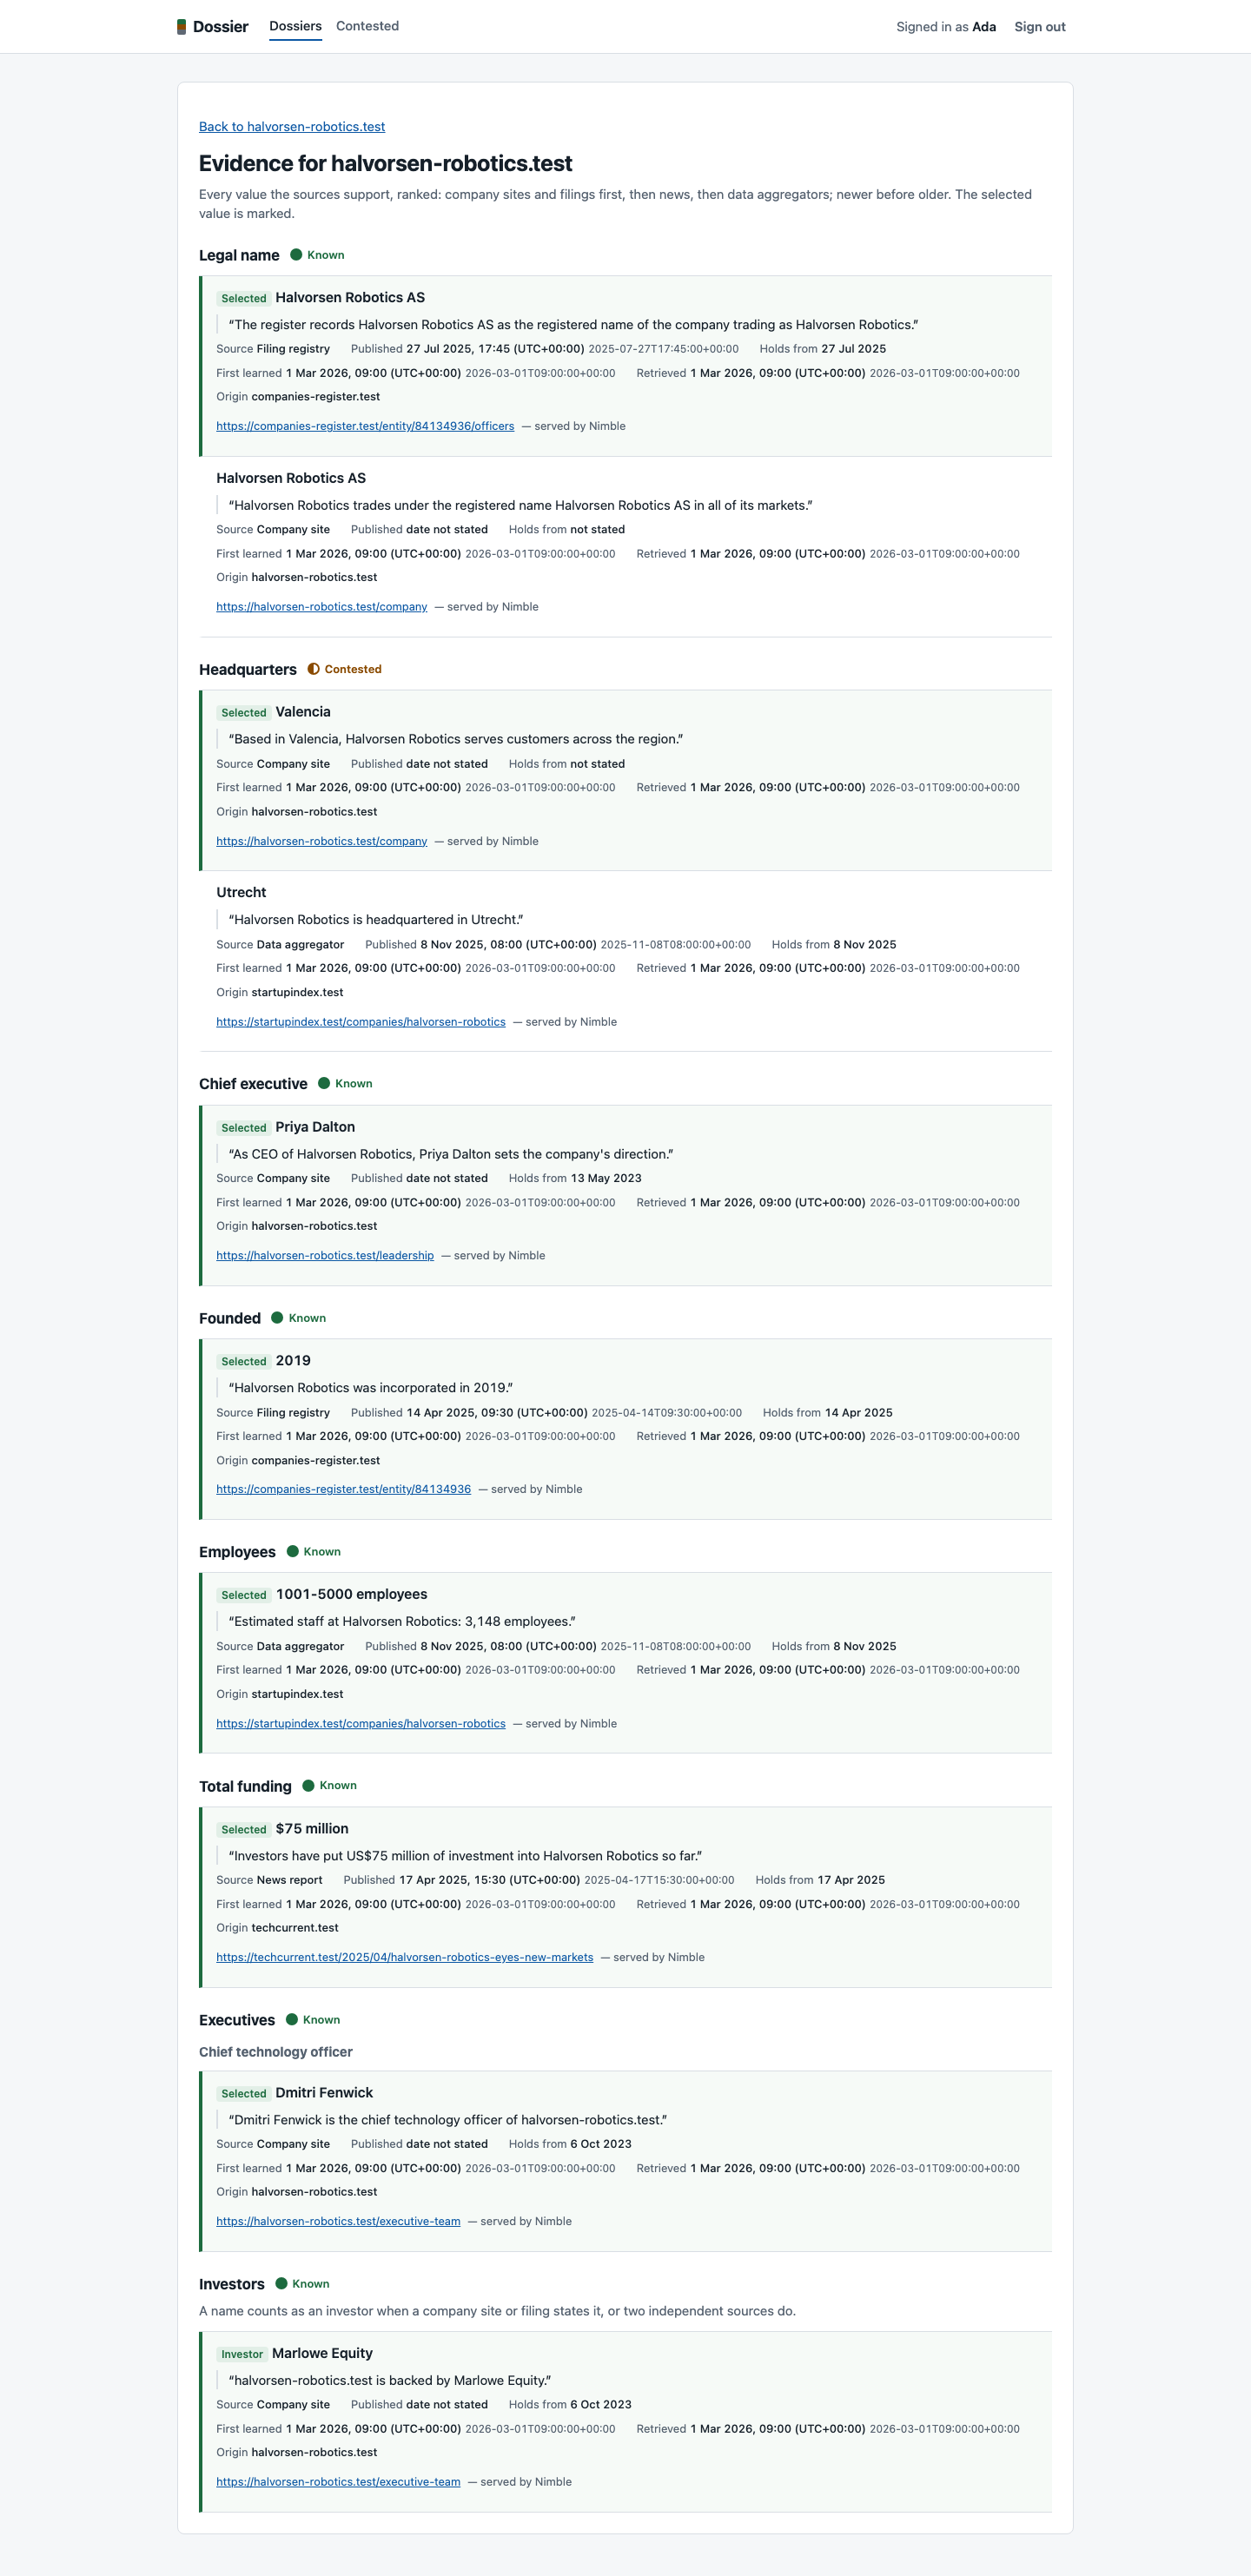 Dossier Dossiers Contested Signed in as Ada Sign out
Back to halvorsen-robotics.test
Evidence for halvorsen-robotics.test
Every value the sources support, ranked: company sites and filings first, then news, then data aggregators; newer before older. The selected
value is marked.
Legal name Known
Selected Halvorsen Robotics AS
“The register records Halvorsen Robotics AS as the registered name of the company trading as Halvorsen Robotics.”
Source Filing registry Published 27 Jul 2025, 17:45 (UTC+00:00) 2025-07-27T17:45:00+00:00 Holds from 27 Jul 2025
First learned 1 Mar 2026, 09:00 (UTC+00:00) 2026-03-01T09:00:00+00:00 Retrieved 1 Mar 2026, 09:00 (UTC+00:00) 2026-03-01T09:00:00+00:00
Origin companies-register.test
https://companies-register.test/entity/84134936/officers — served by Nimble
Halvorsen Robotics AS
“Halvorsen Robotics trades under the registered name Halvorsen Robotics AS in all of its markets.”
Source Company site Published date not stated Holds from not stated
First learned 1 Mar 2026, 09:00 (UTC+00:00) 2026-03-01T09:00:00+00:00 Retrieved 1 Mar 2026, 09:00 (UTC+00:00) 2026-03-01T09:00:00+00:00
Origin halvorsen-robotics.test
https://halvorsen-robotics.test/company — served by Nimble
Headquarters Contested
Selected Valencia
“Based in Valencia, Halvorsen Robotics serves customers across the region.”
Source Company site Published date not stated Holds from not stated
First learned 1 Mar 2026, 09:00 (UTC+00:00) 2026-03-01T09:00:00+00:00 Retrieved 1 Mar 2026, 09:00 (UTC+00:00) 2026-03-01T09:00:00+00:00
Origin halvorsen-robotics.test
https://halvorsen-robotics.test/company — served by Nimble
Utrecht
“Halvorsen Robotics is headquartered in Utrecht.”
Source Data aggregator Published 8 Nov 2025, 08:00 (UTC+00:00) 2025-11-08T08:00:00+00:00 Holds from 8 Nov 2025
First learned 1 Mar 2026, 09:00 (UTC+00:00) 2026-03-01T09:00:00+00:00 Retrieved 1 Mar 2026, 09:00 (UTC+00:00) 2026-03-01T09:00:00+00:00
Origin startupindex.test
https://startupindex.test/companies/halvorsen-robotics — served by Nimble
Chief executive Known
Selected Priya Dalton
“As CEO of Halvorsen Robotics, Priya Dalton sets the company's direction.”
Source Company site Published date not stated Holds from 13 May 2023
First learned 1 Mar 2026, 09:00 (UTC+00:00) 2026-03-01T09:00:00+00:00 Retrieved 1 Mar 2026, 09:00 (UTC+00:00) 2026-03-01T09:00:00+00:00
Origin halvorsen-robotics.test
https://halvorsen-robotics.test/leadership — served by Nimble
Founded Known
Selected 2019
“Halvorsen Robotics was incorporated in 2019.”
Source Filing registry Published 14 Apr 2025, 09:30 (UTC+00:00) 2025-04-14T09:30:00+00:00 Holds from 14 Apr 2025
First learned 1 Mar 2026, 09:00 (UTC+00:00) 2026-03-01T09:00:00+00:00 Retrieved 1 Mar 2026, 09:00 (UTC+00:00) 2026-03-01T09:00:00+00:00
Origin companies-register.test
https://companies-register.test/entity/84134936 — served by Nimble
Employees Known
Selected 1001-5000 employees
“Estimated staff at Halvorsen Robotics: 3,148 employees.”
Source Data aggregator Published 8 Nov 2025, 08:00 (UTC+00:00) 2025-11-08T08:00:00+00:00 Holds from 8 Nov 2025
First learned 1 Mar 2026, 09:00 (UTC+00:00) 2026-03-01T09:00:00+00:00 Retrieved 1 Mar 2026, 09:00 (UTC+00:00) 2026-03-01T09:00:00+00:00
Origin startupindex.test
https://startupindex.test/companies/halvorsen-robotics — served by Nimble
Total funding Known
Selected $75 million
“Investors have put US$75 million of investment into Halvorsen Robotics so far.”
Source News report Published 17 Apr 2025, 15:30 (UTC+00:00) 2025-04-17T15:30:00+00:00 Holds from 17 Apr 2025
First learned 1 Mar 2026, 09:00 (UTC+00:00) 2026-03-01T09:00:00+00:00 Retrieved 1 Mar 2026, 09:00 (UTC+00:00) 2026-03-01T09:00:00+00:00
Origin techcurrent.test
https://techcurrent.test/2025/04/halvorsen-robotics-eyes-new-markets — served by Nimble
Executives Known
Chief technology officer
Selected Dmitri Fenwick
“Dmitri Fenwick is the chief technology officer of halvorsen-robotics.test.”
Source Company site Published date not stated Holds from 6 Oct 2023
First learned 1 Mar 2026, 09:00 (UTC+00:00) 2026-03-01T09:00:00+00:00 Retrieved 1 Mar 2026, 09:00 (UTC+00:00) 2026-03-01T09:00:00+00:00
Origin halvorsen-robotics.test
https://halvorsen-robotics.test/executive-team — served by Nimble
Investors Known
A name counts as an investor when a company site or filing states it, or two independent sources do.
Investor Marlowe Equity
“halvorsen-robotics.test is backed by Marlowe Equity.”
Source Company site Published date not stated Holds from 6 Oct 2023
First learned 1 Mar 2026, 09:00 (UTC+00:00) 2026-03-01T09:00:00+00:00 Retrieved 1 Mar 2026, 09:00 (UTC+00:00) 2026-03-01T09:00:00+00:00
Origin halvorsen-robotics.test
https://halvorsen-robotics.test/executive-team — served by Nimble